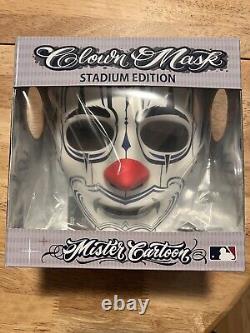 Clown Mask
STADIUM EDITION
Mister Cartoon